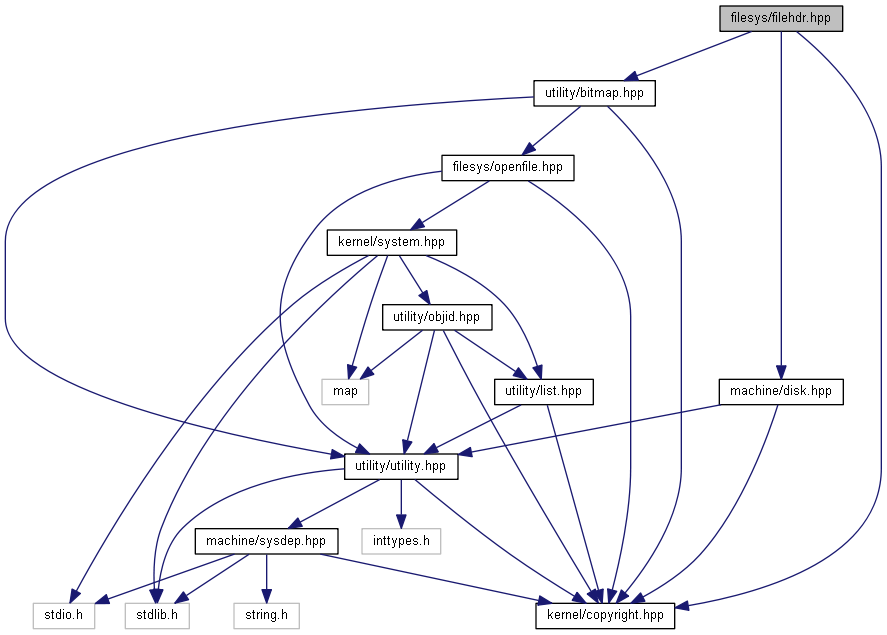 filesys/filehdr.hpp
utility/bitmap.hpp
filesys/openfile.hpp
kernel/system.hpp
utility/objid.hpp
map
utility/list.hpp
machine/disk.hpp
utility/utility.hpp
machine/sysdep.hpp
inttypes.h
stdio.h
stdlib.h
string.h
kernel/copyright.hpp